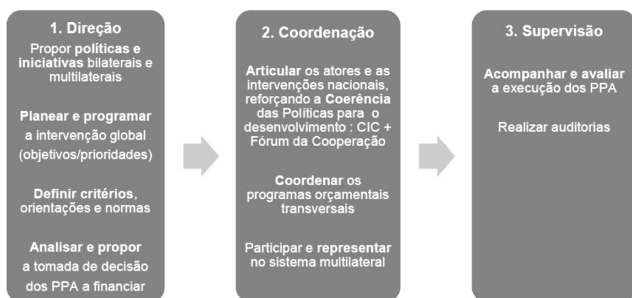 1. Direção
Propor políticas e
iniciativas bilaterais e
multilaterais
Planear e programar
a intervenção global
(objetivos/prioridades)
Definir critérios,
orientações e normas
Analisar e propor
a tomada de decisão
dos PPA a financiar
2. Coordenação
Articular os atores e as
intervenções nacionais,
reforçando a Coerência
das Políticas para o
desenvolvimento : CIC +
Fórum da Cooperação
Coordenar os
programas orçamentais
transversais
Participar e representar
no sistema multilateral
3. Supervisão
Acompanhar e avaliar
a execução dos PPA
Realizar auditorias